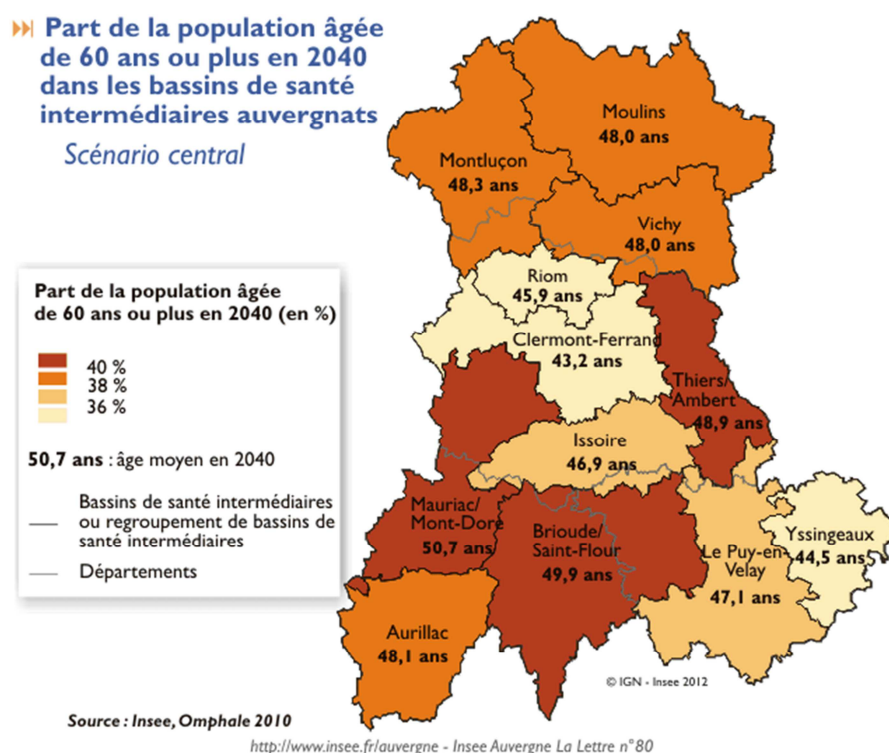 Part de la population âgée
de 60 ans ou plus en 2040
dans les bassins de santé
intermédiaires auvergnats
Scénario central
Moulins
48,0 ans
Montluçon
48,3 ans
Vichy
48,0 ans
Riom
45,9 ans
Clermont-Ferrand
43,2 ans
Thiers/
Ambert
48,9 ans
Issoire
46,9 ans
Mauriac/
Mont-Dore
50,7 ans
Brioude/
Saint-Flour
49,9 ans
Le Puy-en-
Velay
47,1 ans
Yssingeaux
44,5 ans
Aurillac
48,1 ans
Part de la population âgée
de 60 ans ou plus en 2040 (en %)
40 %
38 %
36 %
50,7 ans : âge moyen en 2040
Bassins de santé intermédiaires
ou regroupement de bassins de
santé intermédiaires
Départements
© IGN - Insee 2012
Source : Insee, Omphale 2010
http://www.insee.fr/auvergne - Insee Auvergne La Lettre n°80